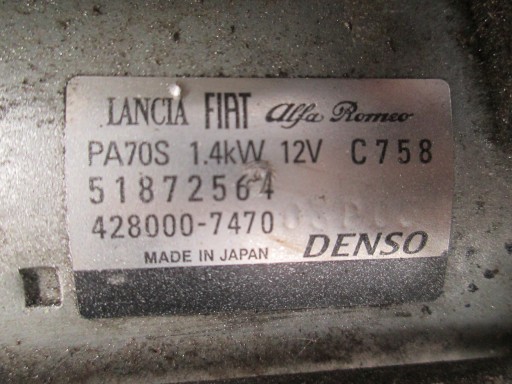 LANCIA FIAT Alfa Romeo
PA70S 1.4kW 12V C758
51872564
428000-7470
MADE IN JAPAN DENSO